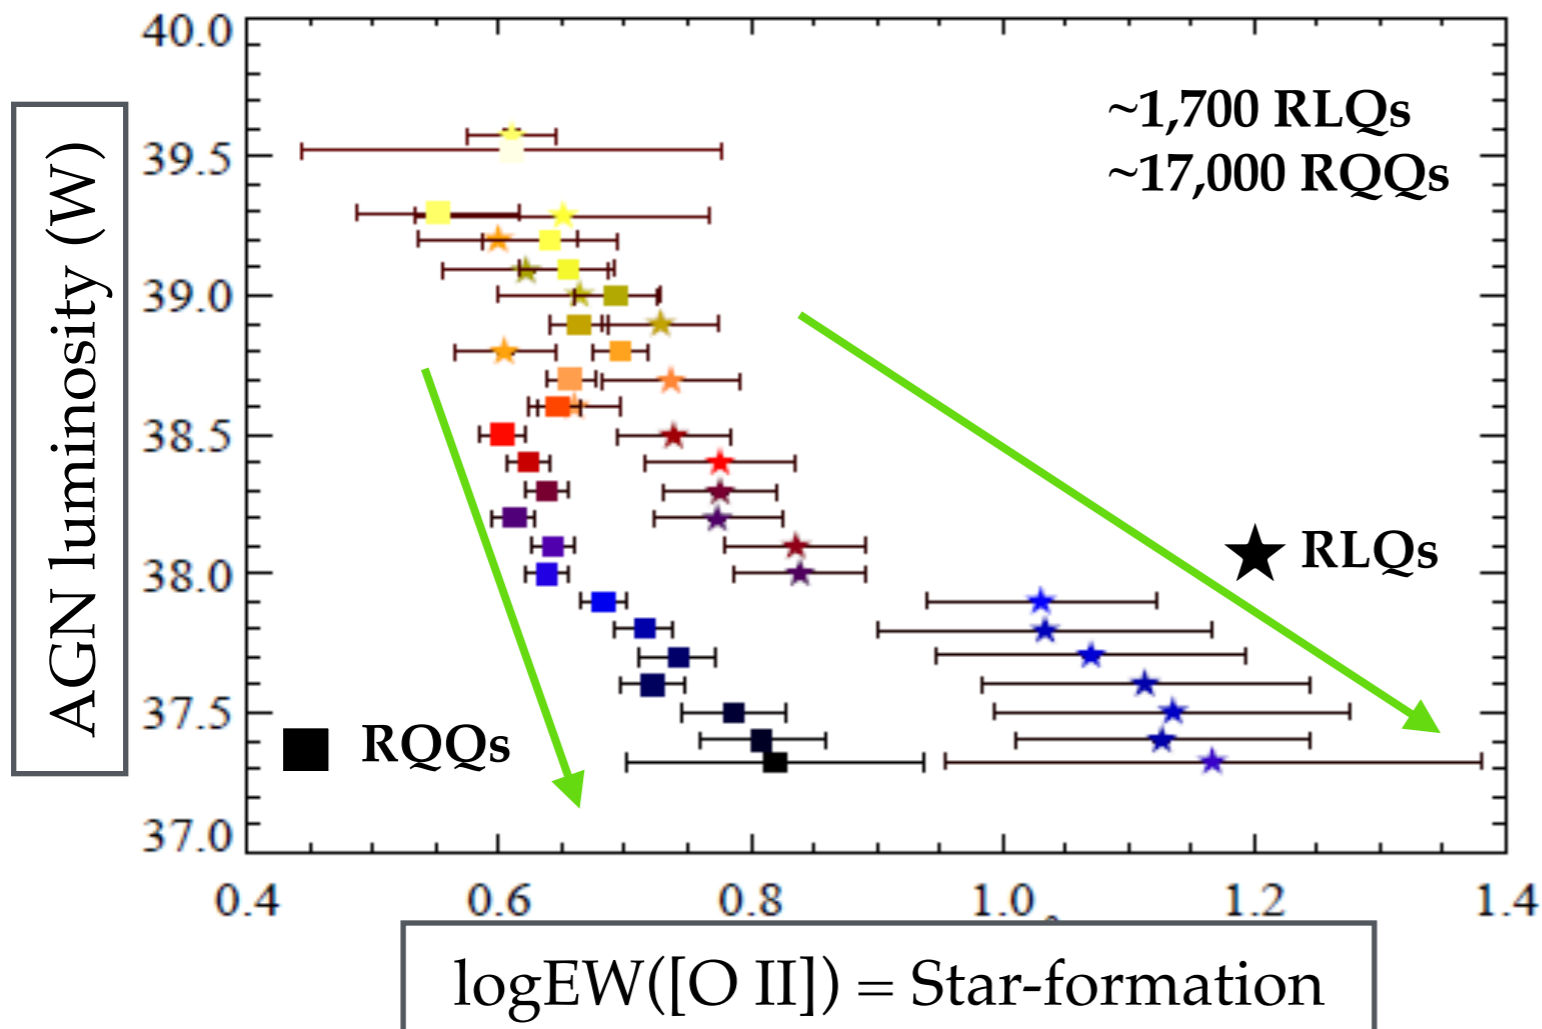 40.0
39.5
39.0
38.5
38.0
37.5
37.0
AGN luminosity (W)
~1,700 RLQs
~17,000 RQQs
RLQs
RQQs
0.4 0.6 0.8 1.0 1.2 1.4
logEW([O II]) = Star-formation